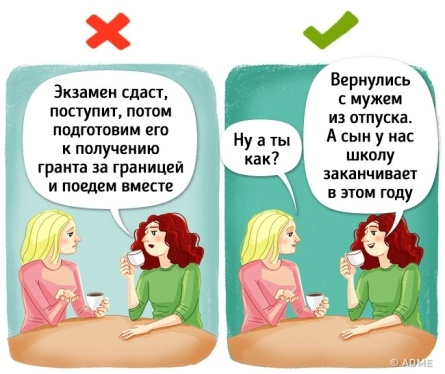 Экзамен сдаст,
поступит, потом
подготовим его
к получению
гранта за границей
и поедем вместе
Ну а ты
как?
Вернулись
с мужем
из отпуска.
А сын у нас
школу
заканчивает
в этом году
© ADME